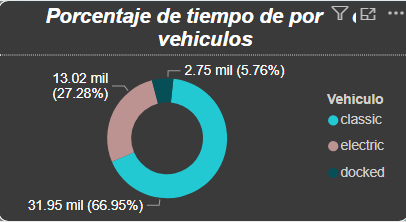 Porcentaje de tiempo de por
vehiculos
2.75 mil (5.76%)
13.02 mil
(27.28%)
31.95 mil (66.95%)
Vehiculo
classic
electric
docked